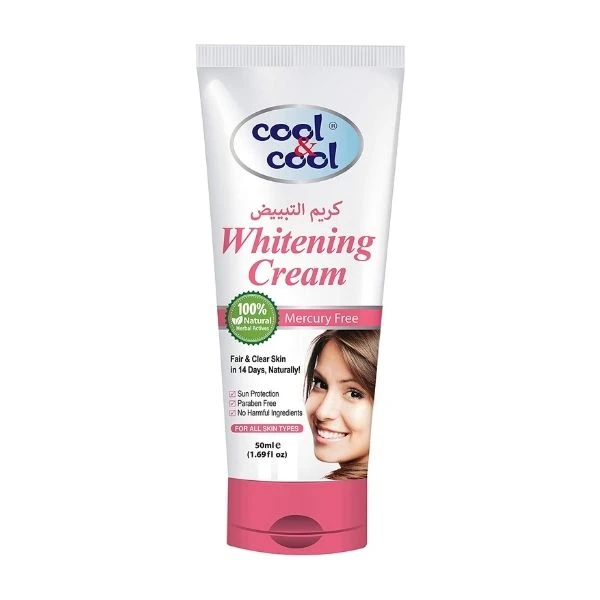 cool ®
&
cool
كريم التبييض
Whitening
Cream
100%
Natural
Herbal Actives
Mercury Free
Fair & Clear Skin
in 14 Days, Naturally!
Sun Protection
Paraben Free
No Harmful Ingredients
FOR ALL SKIN TYPES
50ml e
(1.69fl oz)